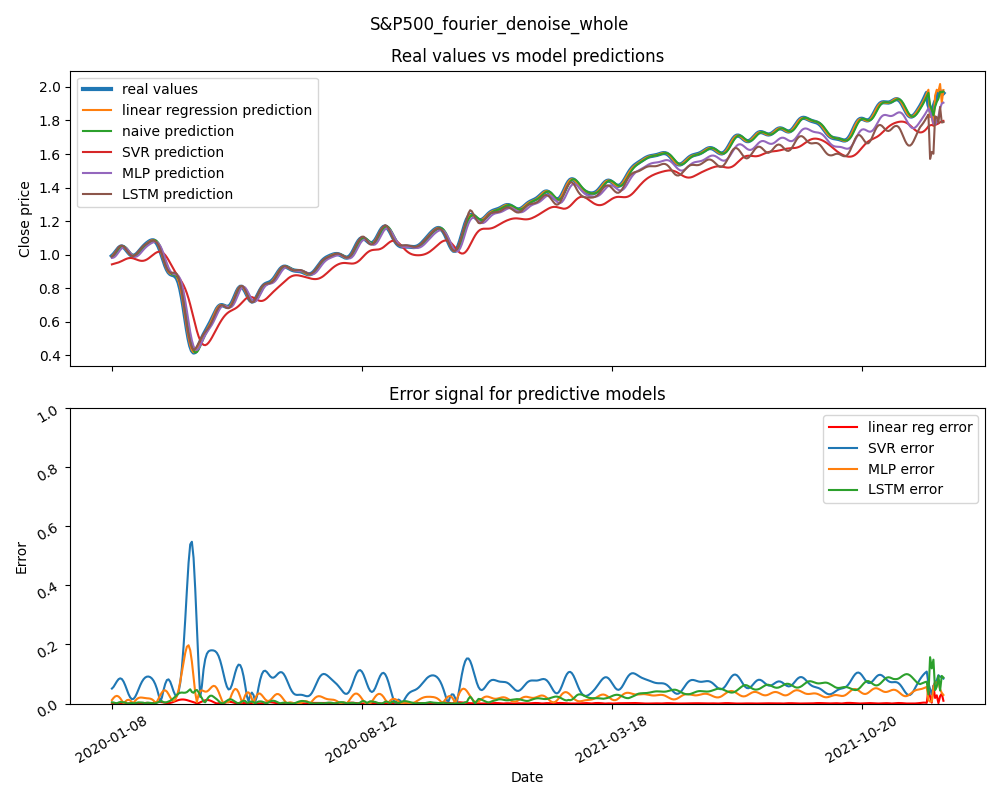 S&P500_fourier_denoise_whole
Real values vs model predictions
Close price
2.0
1.8
1.6
1.4
1.2
1.0
0.8
0.6
0.4
real values
linear regression prediction
naive prediction
SVR prediction
MLP prediction
LSTM prediction
Error signal for predictive models
Error
1.0
0.8
0.6
0.4
0.2
0.0
linear reg error
SVR error
MLP error
LSTM error
2020-01-08
2020-08-12
2021-03-18
2021-10-20
Date